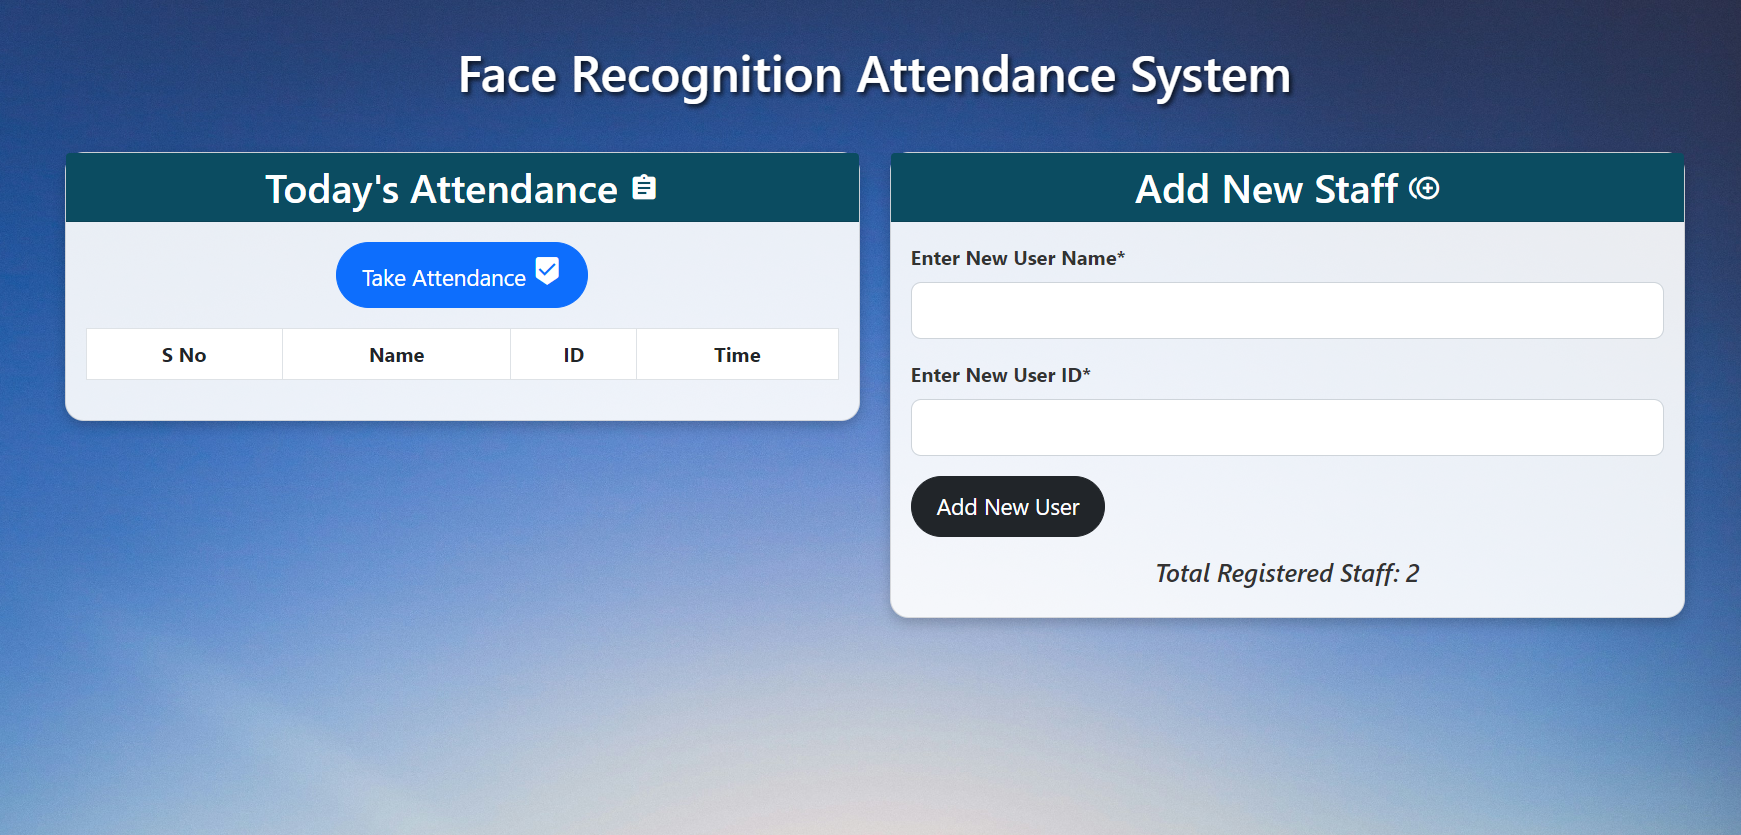 Face Recognition Attendance System
Today's Attendance
Take Attendance
S No Name ID Time
Add New Staff
Enter New User Name*
Enter New User ID*
Add New User
Total Registered Staff: 2